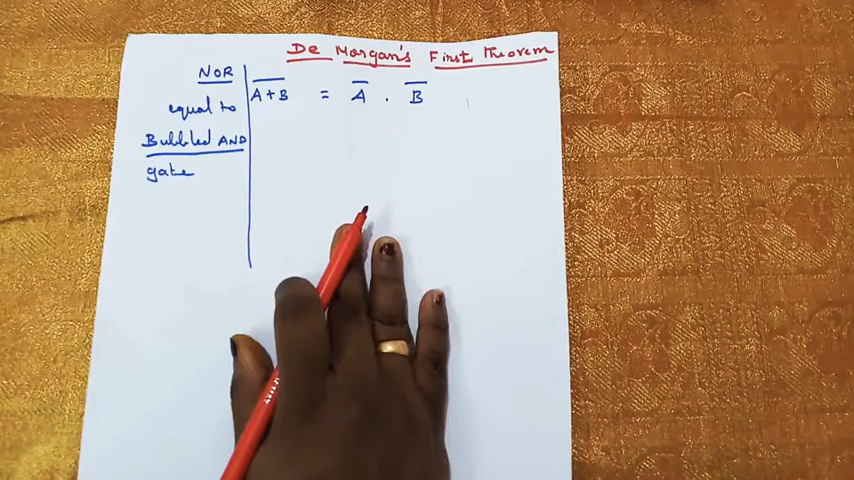 De Morgan's First Theorem
NOR
equal to
Bubbled AND
gate
A̅+̅B̅ = A̅ . B̅